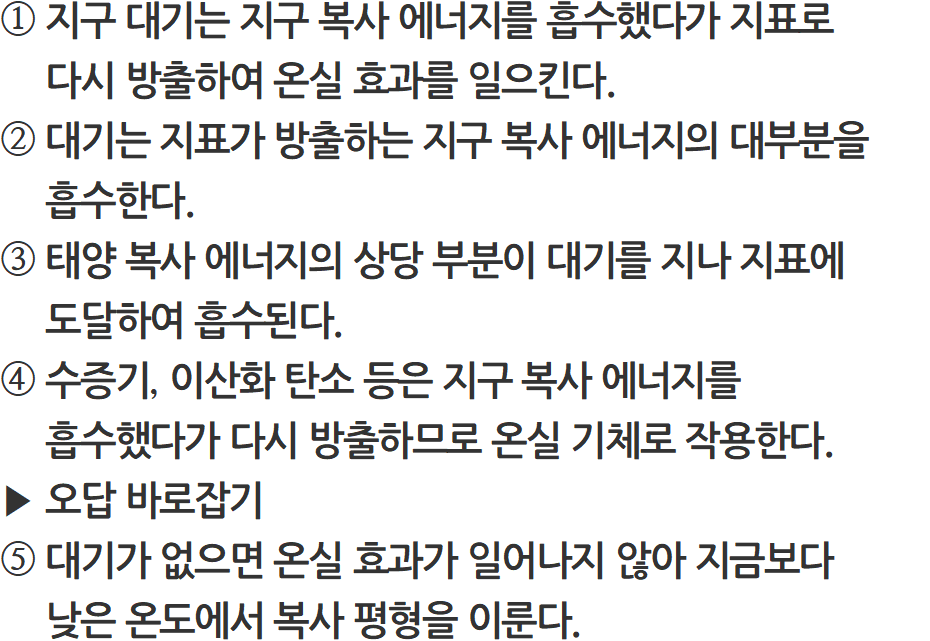 ① 지구 대기는 지구 복사 에너지를 흡수했다가 지표로
다시 방출하여 온실 효과를 일으킨다.
② 대기는 지표가 방출하는 지구 복사 에너지의 대부분을
흡수한다.
③ 태양 복사 에너지의 상당 부분이 대기를 지나 지표에
도달하여 흡수된다.
④ 수증기, 이산화 탄소 등은 지구 복사 에너지를
흡수했다가 다시 방출하므로 온실 기체로 작용한다.
▶ 오답 바로잡기
⑤ 대기가 없으면 온실 효과가 일어나지 않아 지금보다
낮은 온도에서 복사 평형을 이룬다.